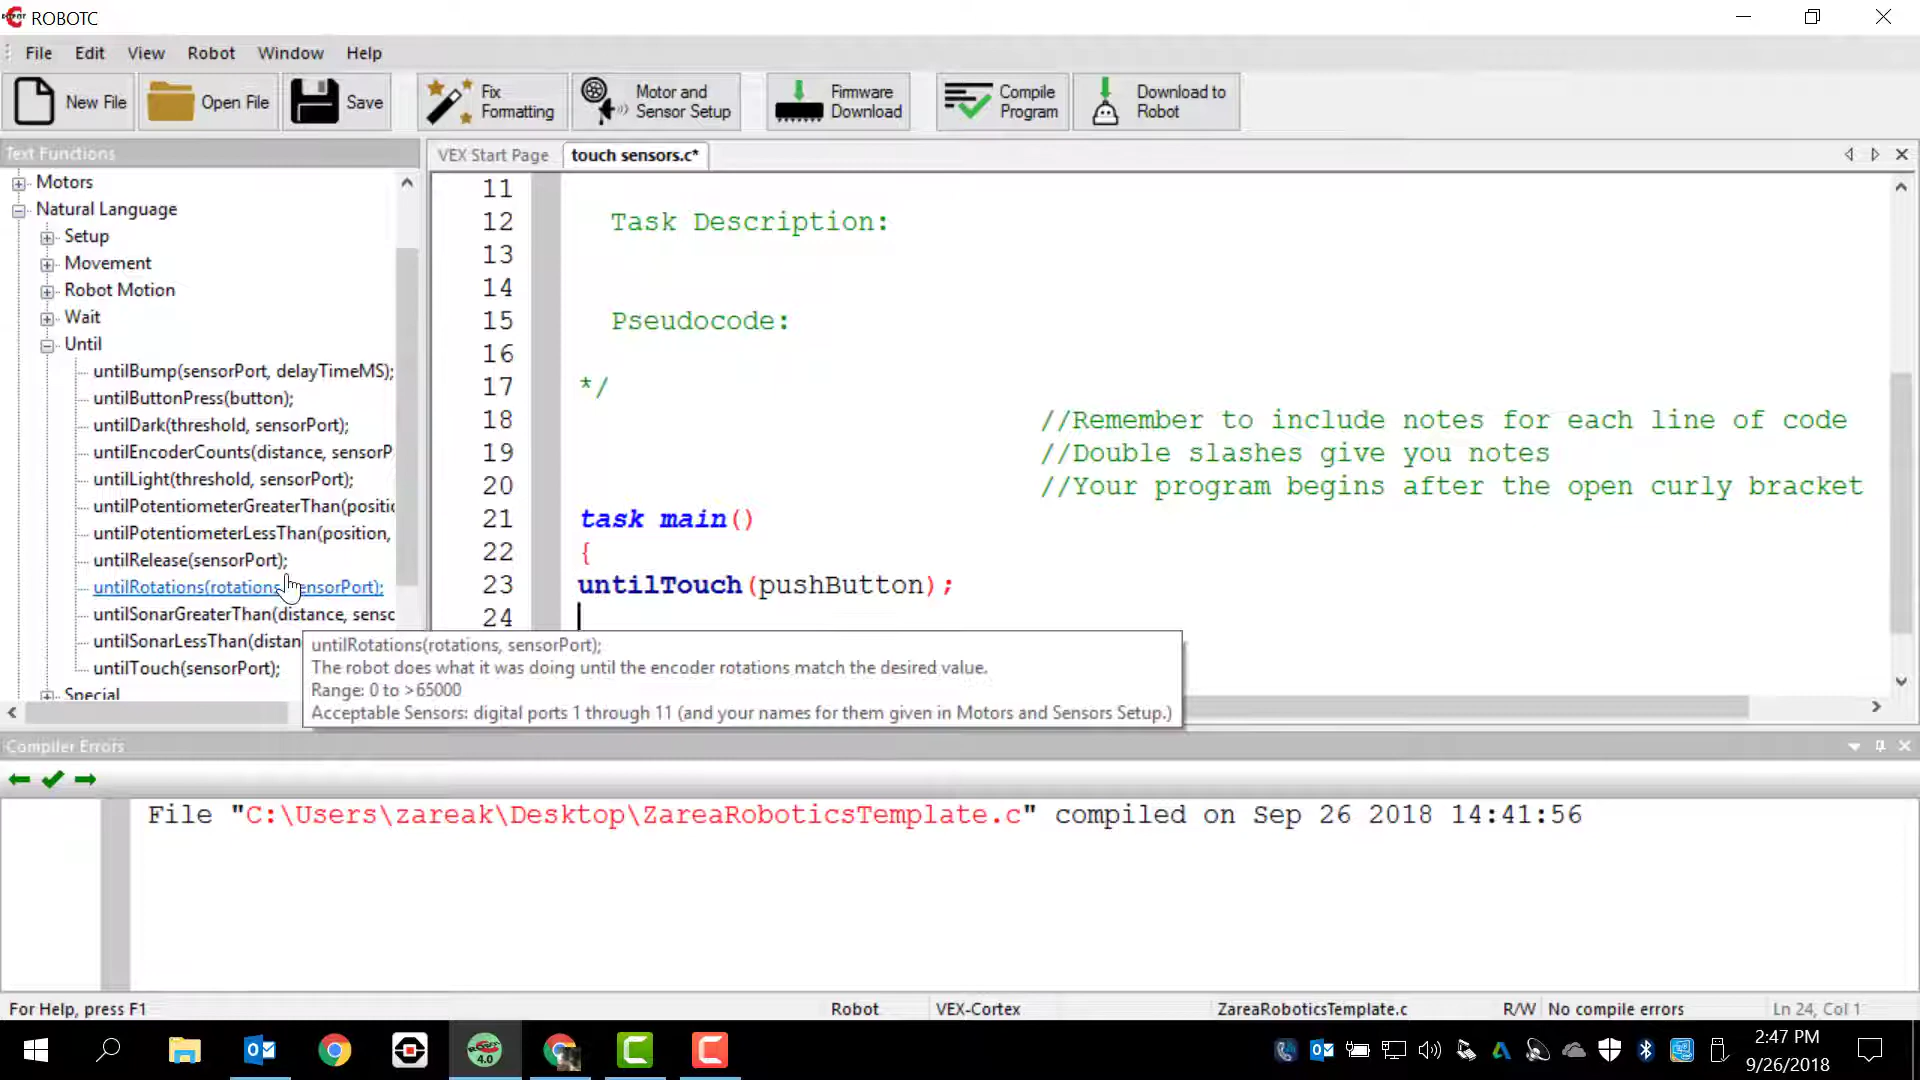 ROBOTC
File Edit View Robot Window Help
New File Open File Save Fix Formatting Motor and Sensor Setup Firmware Download Compile Program Download to Robot
Text Functions
VEX Start Page touch sensors.c*
Motors
Natural Language
Setup
Movement
Robot Motion
Wait
Until
untilBump(sensorPort, delayTimeMS);
untilButtonPress(button);
untilDark(threshold, sensorPort);
untilEncoderCounts(distance, sensorP
untilLight(threshold, sensorPort);
untilPotentiometerGreaterThan(positic
untilPotentiometerLessThan(position,
untilRelease(sensorPort);
untilRotations(rotations, sensorPort);
untilSonarGreaterThan(distance, sensc
untilSonarLessThan(distan
untilTouch(sensorPort);
Special
11
12 Task Description:
13
14
15 Pseudocode:
16
17 */
18 //Remember to include notes for each line of code
19 //Double slashes give you notes
20 //Your program begins after the open curly bracket
21 task main()
22 {
23 untilTouch(pushButton);
24
untilRotations(rotations, sensorPort);
The robot does what it was doing until the encoder rotations match the desired value.
Range: 0 to >65000
Acceptable Sensors: digital ports 1 through 11 (and your names for them given in Motors and Sensors Setup.)
Compiler Errors
File "C:\Users\zareak\Desktop\ZareaRoboticsTemplate.c" compiled on Sep 26 2018 14:41:56
For Help, press F1 Robot VEX-Cortex ZareaRoboticsTemplate.c R/W No compile errors Ln 24, Col 1
4.0
2:47 PM
9/26/2018